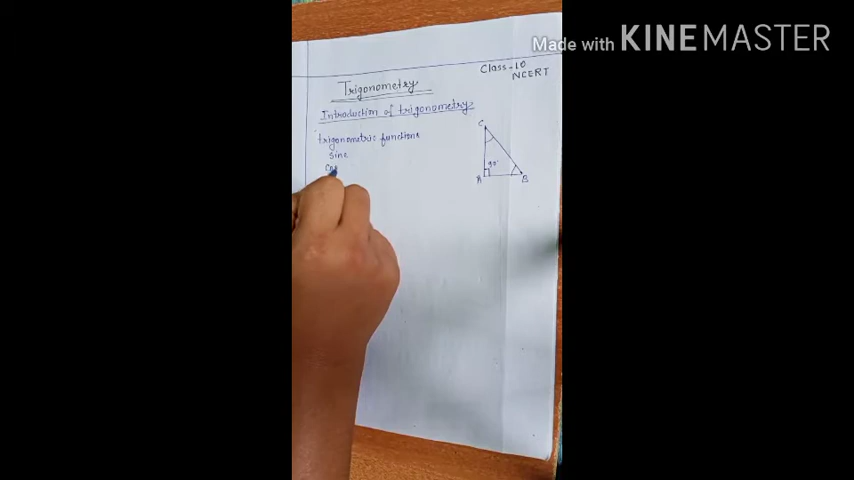 Made with KINEMASTER
Class-10
NCERT
Trigonometry
Introduction of trigonometry
trigonometric functions
Sine
C
90°
A
B